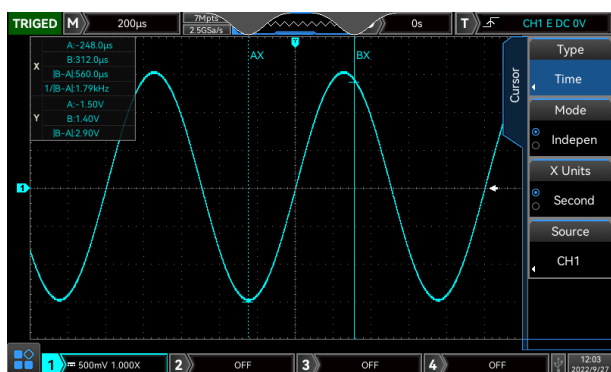 TRIGED M 200μs 7Mpts 2.5GSa/s 0s T CH1 E DC 0V
T
A:-248.0μs
X B:312.0μs
|B-A|:560.0μs
1/|B-A|:1.79kHz
A:-1.50V
Y B:1.40V
|B-A|:2.90V
AX BX
1
Cursor
Type
Time
Mode
Indepen
X Units
Second
Source
CH1
1 500mV 1.000X 2 OFF 3 OFF 4 OFF 12:03
2022/9/27